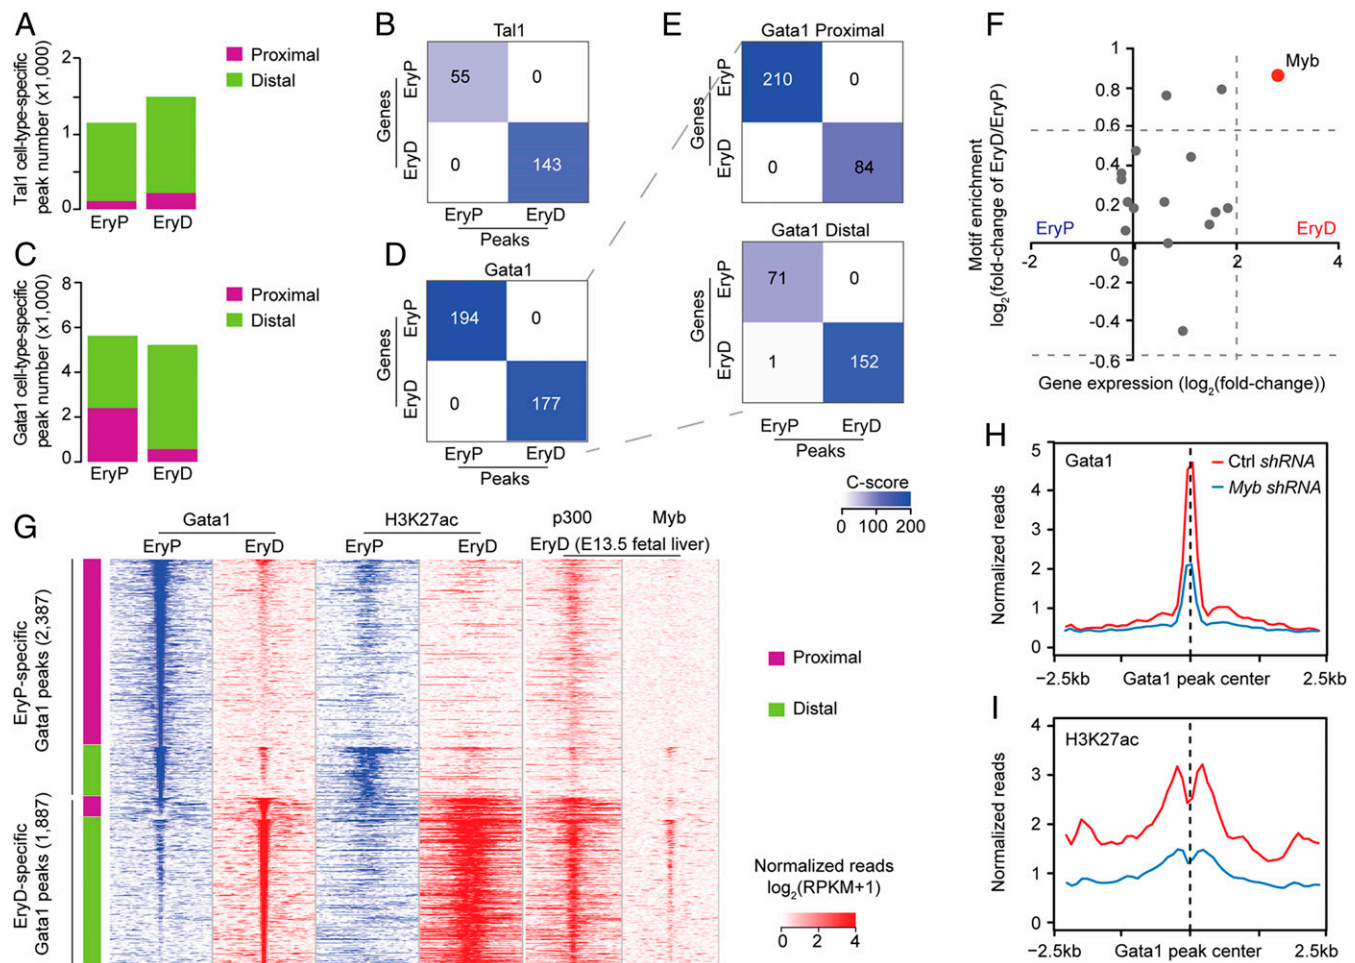 A
Tal1 cell-type-specific
peak number (x1,000)
2
1
0
EryP
EryD
Proximal
Distal
B
Tal1
Genes
EryP
EryD
55
0
0
143
EryP
EryD
Peaks
C
Gata1 cell-type-specific
peak number (x1,000)
8
6
4
2
0
EryP
EryD
Proximal
Distal
D
Gata1
Genes
EryP
EryD
194
0
0
177
EryP
EryD
Peaks
E
Gata1 Proximal
Genes
EryP
EryD
210
0
0
84
Gata1 Distal
Genes
EryP
EryD
71
0
1
152
EryP
EryD
Peaks
C-score
0 100 200
F
Motif enrichment
log2(fold-change of EryD/EryP)
1
0.8
0.6
0.4
0.2
0
-0.2
-0.4
-0.6
Myb
EryP
EryD
-2
0
2
4
Gene expression (log2(fold-change))
G
Gata1
H3K27ac
p300
Myb
EryP
EryD
EryP
EryD
EryD (E13.5 fetal liver)
EryP-specific
Gata1 peaks (2,387)
EryD-specific
Gata1 peaks (1,887)
Proximal
Distal
Normalized reads
log2(RPKM+1)
0 2 4
H
Gata1
Ctrl shRNA
Myb shRNA
Normalized reads
5
4
3
2
1
0
−2.5kb
Gata1 peak center
2.5kb
I
H3K27ac
Normalized reads
4
3
2
1
0
−2.5kb
Gata1 peak center
2.5kb